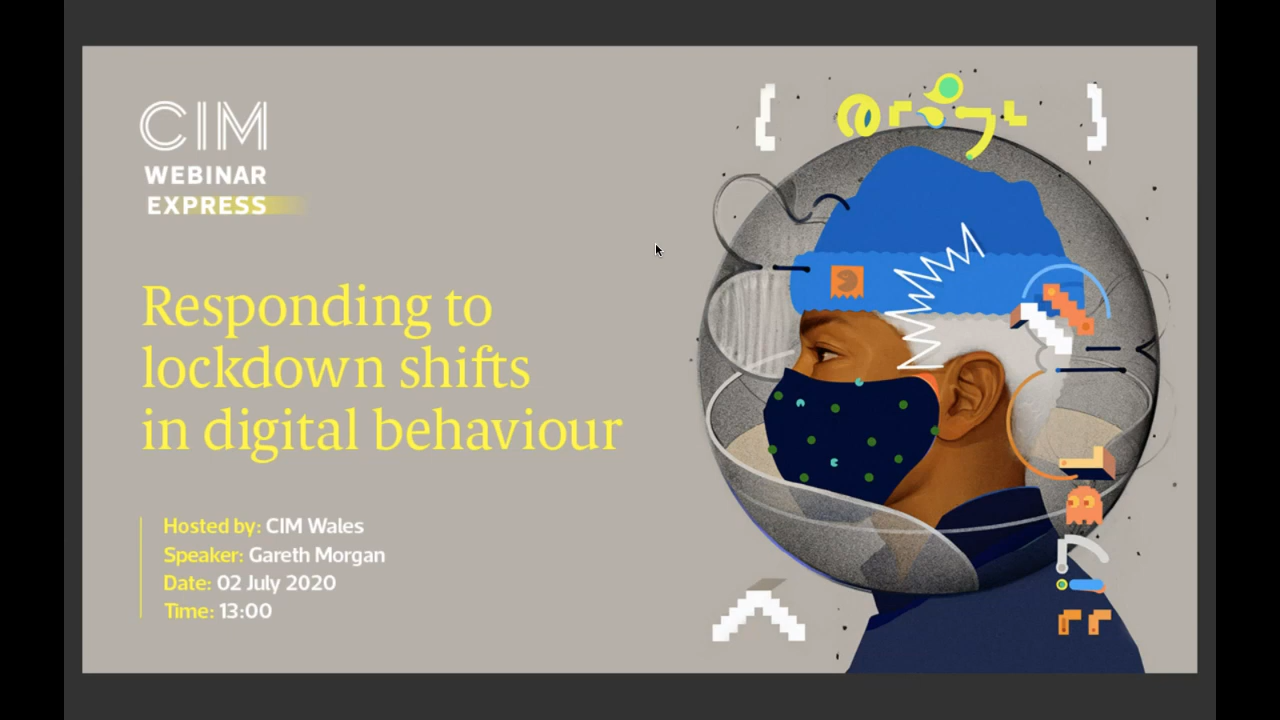 CIM
WEBINAR
EXPRESS
Responding to
lockdown shifts
in digital behaviour
Hosted by: CIM Wales
Speaker: Gareth Morgan
Date: 02 July 2020
Time: 13:00